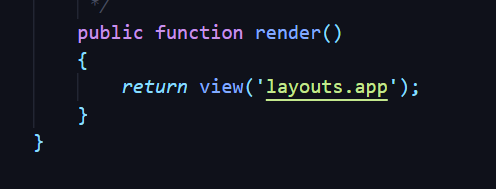 */
public function render()
{
return view('layouts.app');
}
}